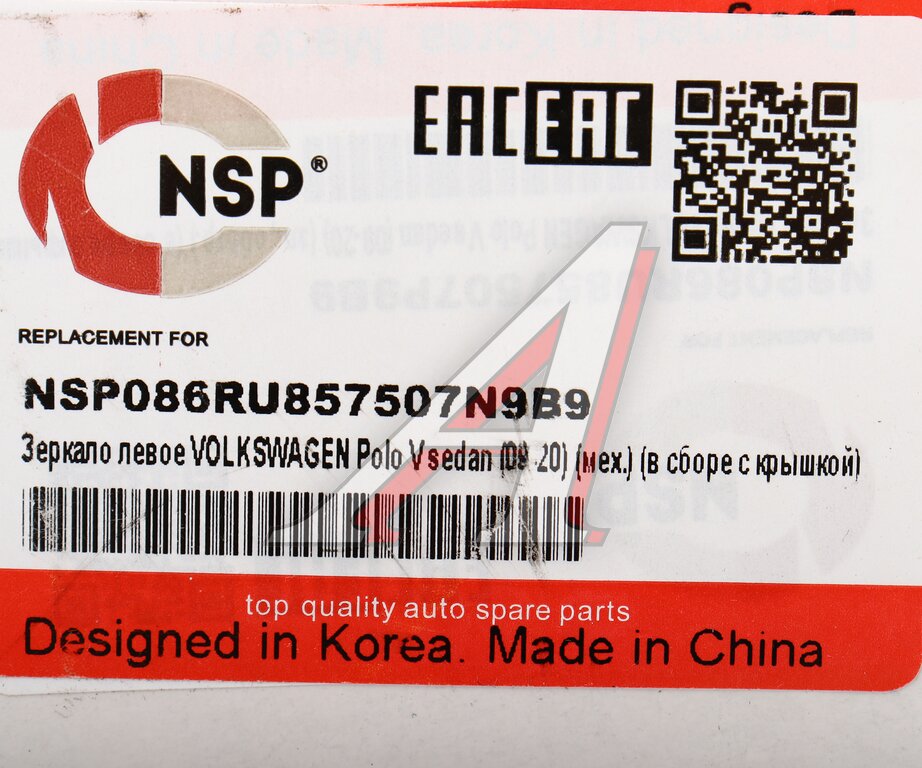 NSP®
EAC EAC
REPLACEMENT FOR
NSP086RU857507N9B9
Зеркало левое VOLKSWAGEN Polo V sedan (09-20) (мех.) (в сборе с крышкой)
top quality auto spare parts
Designed in Korea. Made in China